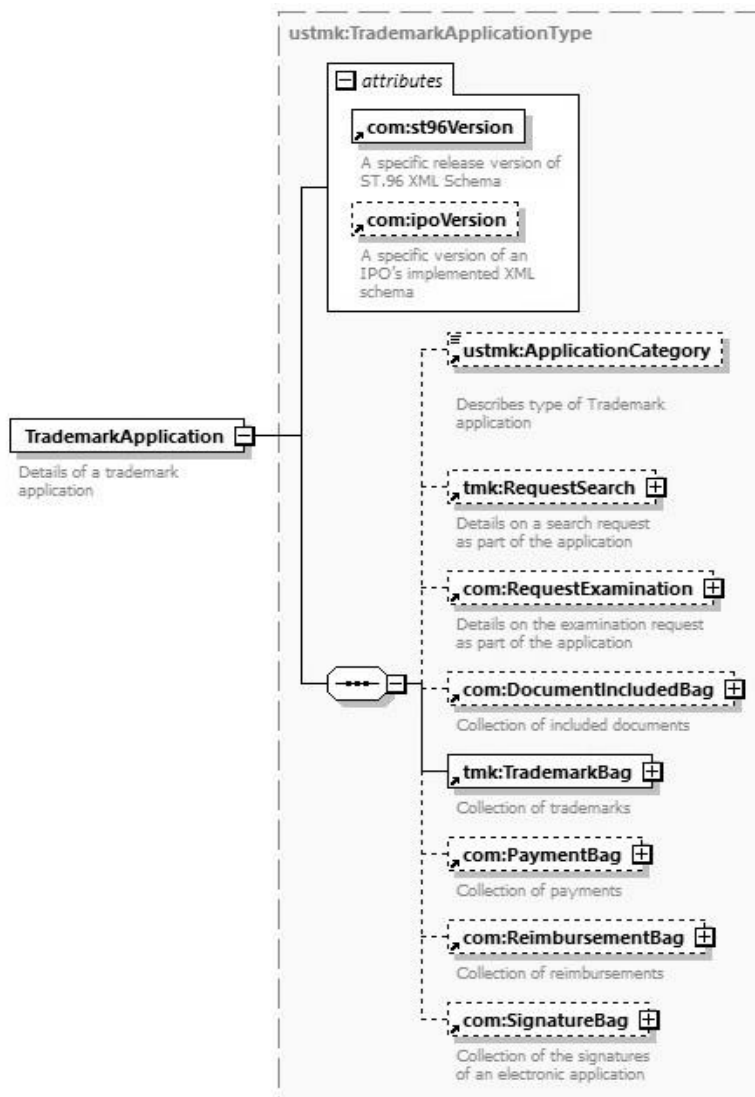 ustmk:TrademarkApplicationType
attributes
com:st96Version
A specific release version of
ST.96 XML Schema
com:ipoVersion
A specific version of an
IPO's implemented XML
schema
ustmk:ApplicationCategory
Describes type of Trademark
application
TrademarkApplication
Details of a trademark
application
tmk:RequestSearch
Details on a search request
as part of the application
com:RequestExamination
Details on the examination request
as part of the application
com:DocumentIncludedBag
Collection of included documents
tmk:TrademarkBag
Collection of trademarks
com:PaymentBag
Collection of payments
com:ReimbursementBag
Collection of reimbursements
com:SignatureBag
Collection of the signatures
of an electronic application